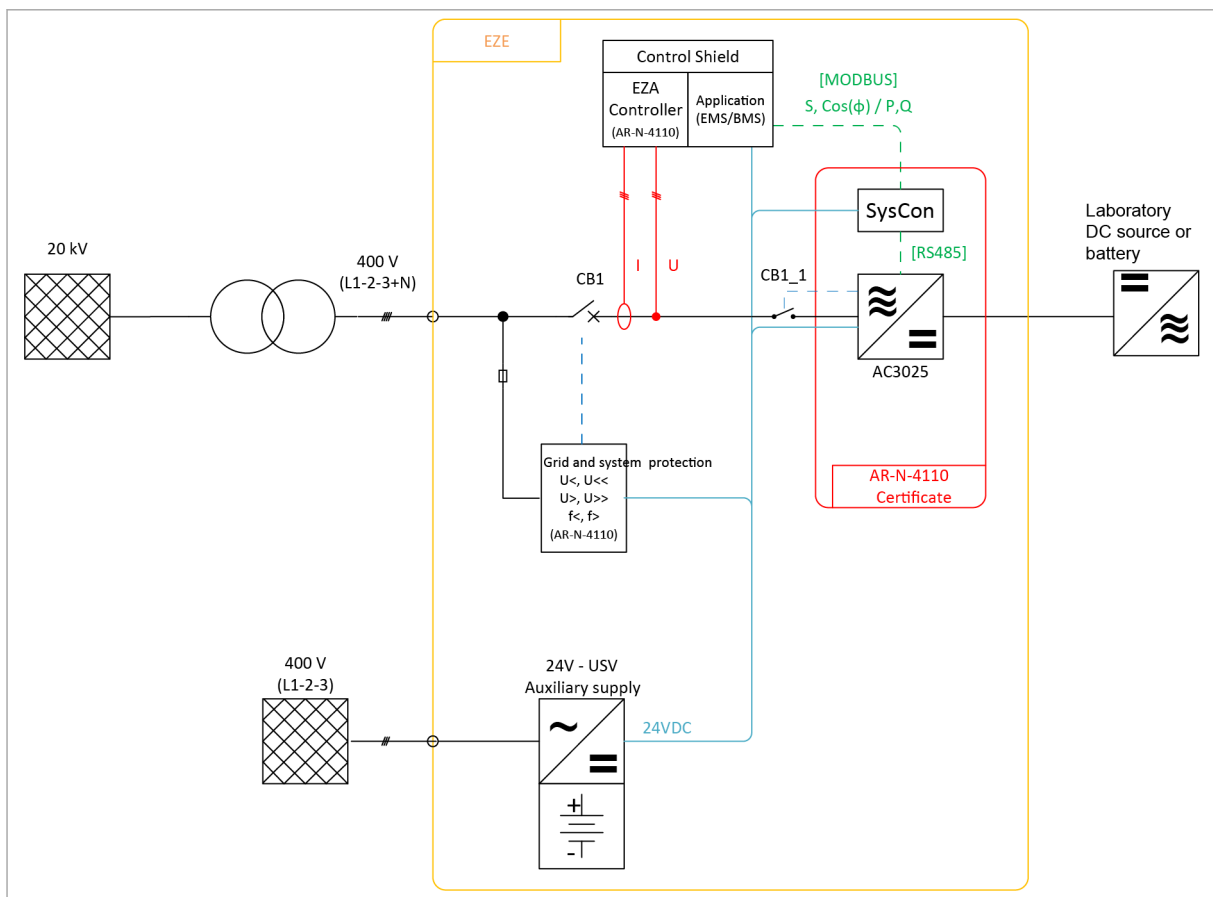 EZE
Control Shield
EZA
Controller
(AR-N-4110)
Application
(EMS/BMS)
[MODBUS]
S, Cos(ϕ) / P,Q
SysCon
[RS485]
Laboratory
DC source or
battery
20 kV
400 V
(L1-2-3+N)
CB1
I
U
CB1_1
AC3025
Grid and system protection
U<, U<<
U>, U>>
f<, f>
(AR-N-4110)
AR-N-4110
Certificate
400 V
(L1-2-3)
24V - USV
Auxiliary supply
24VDC
+
-